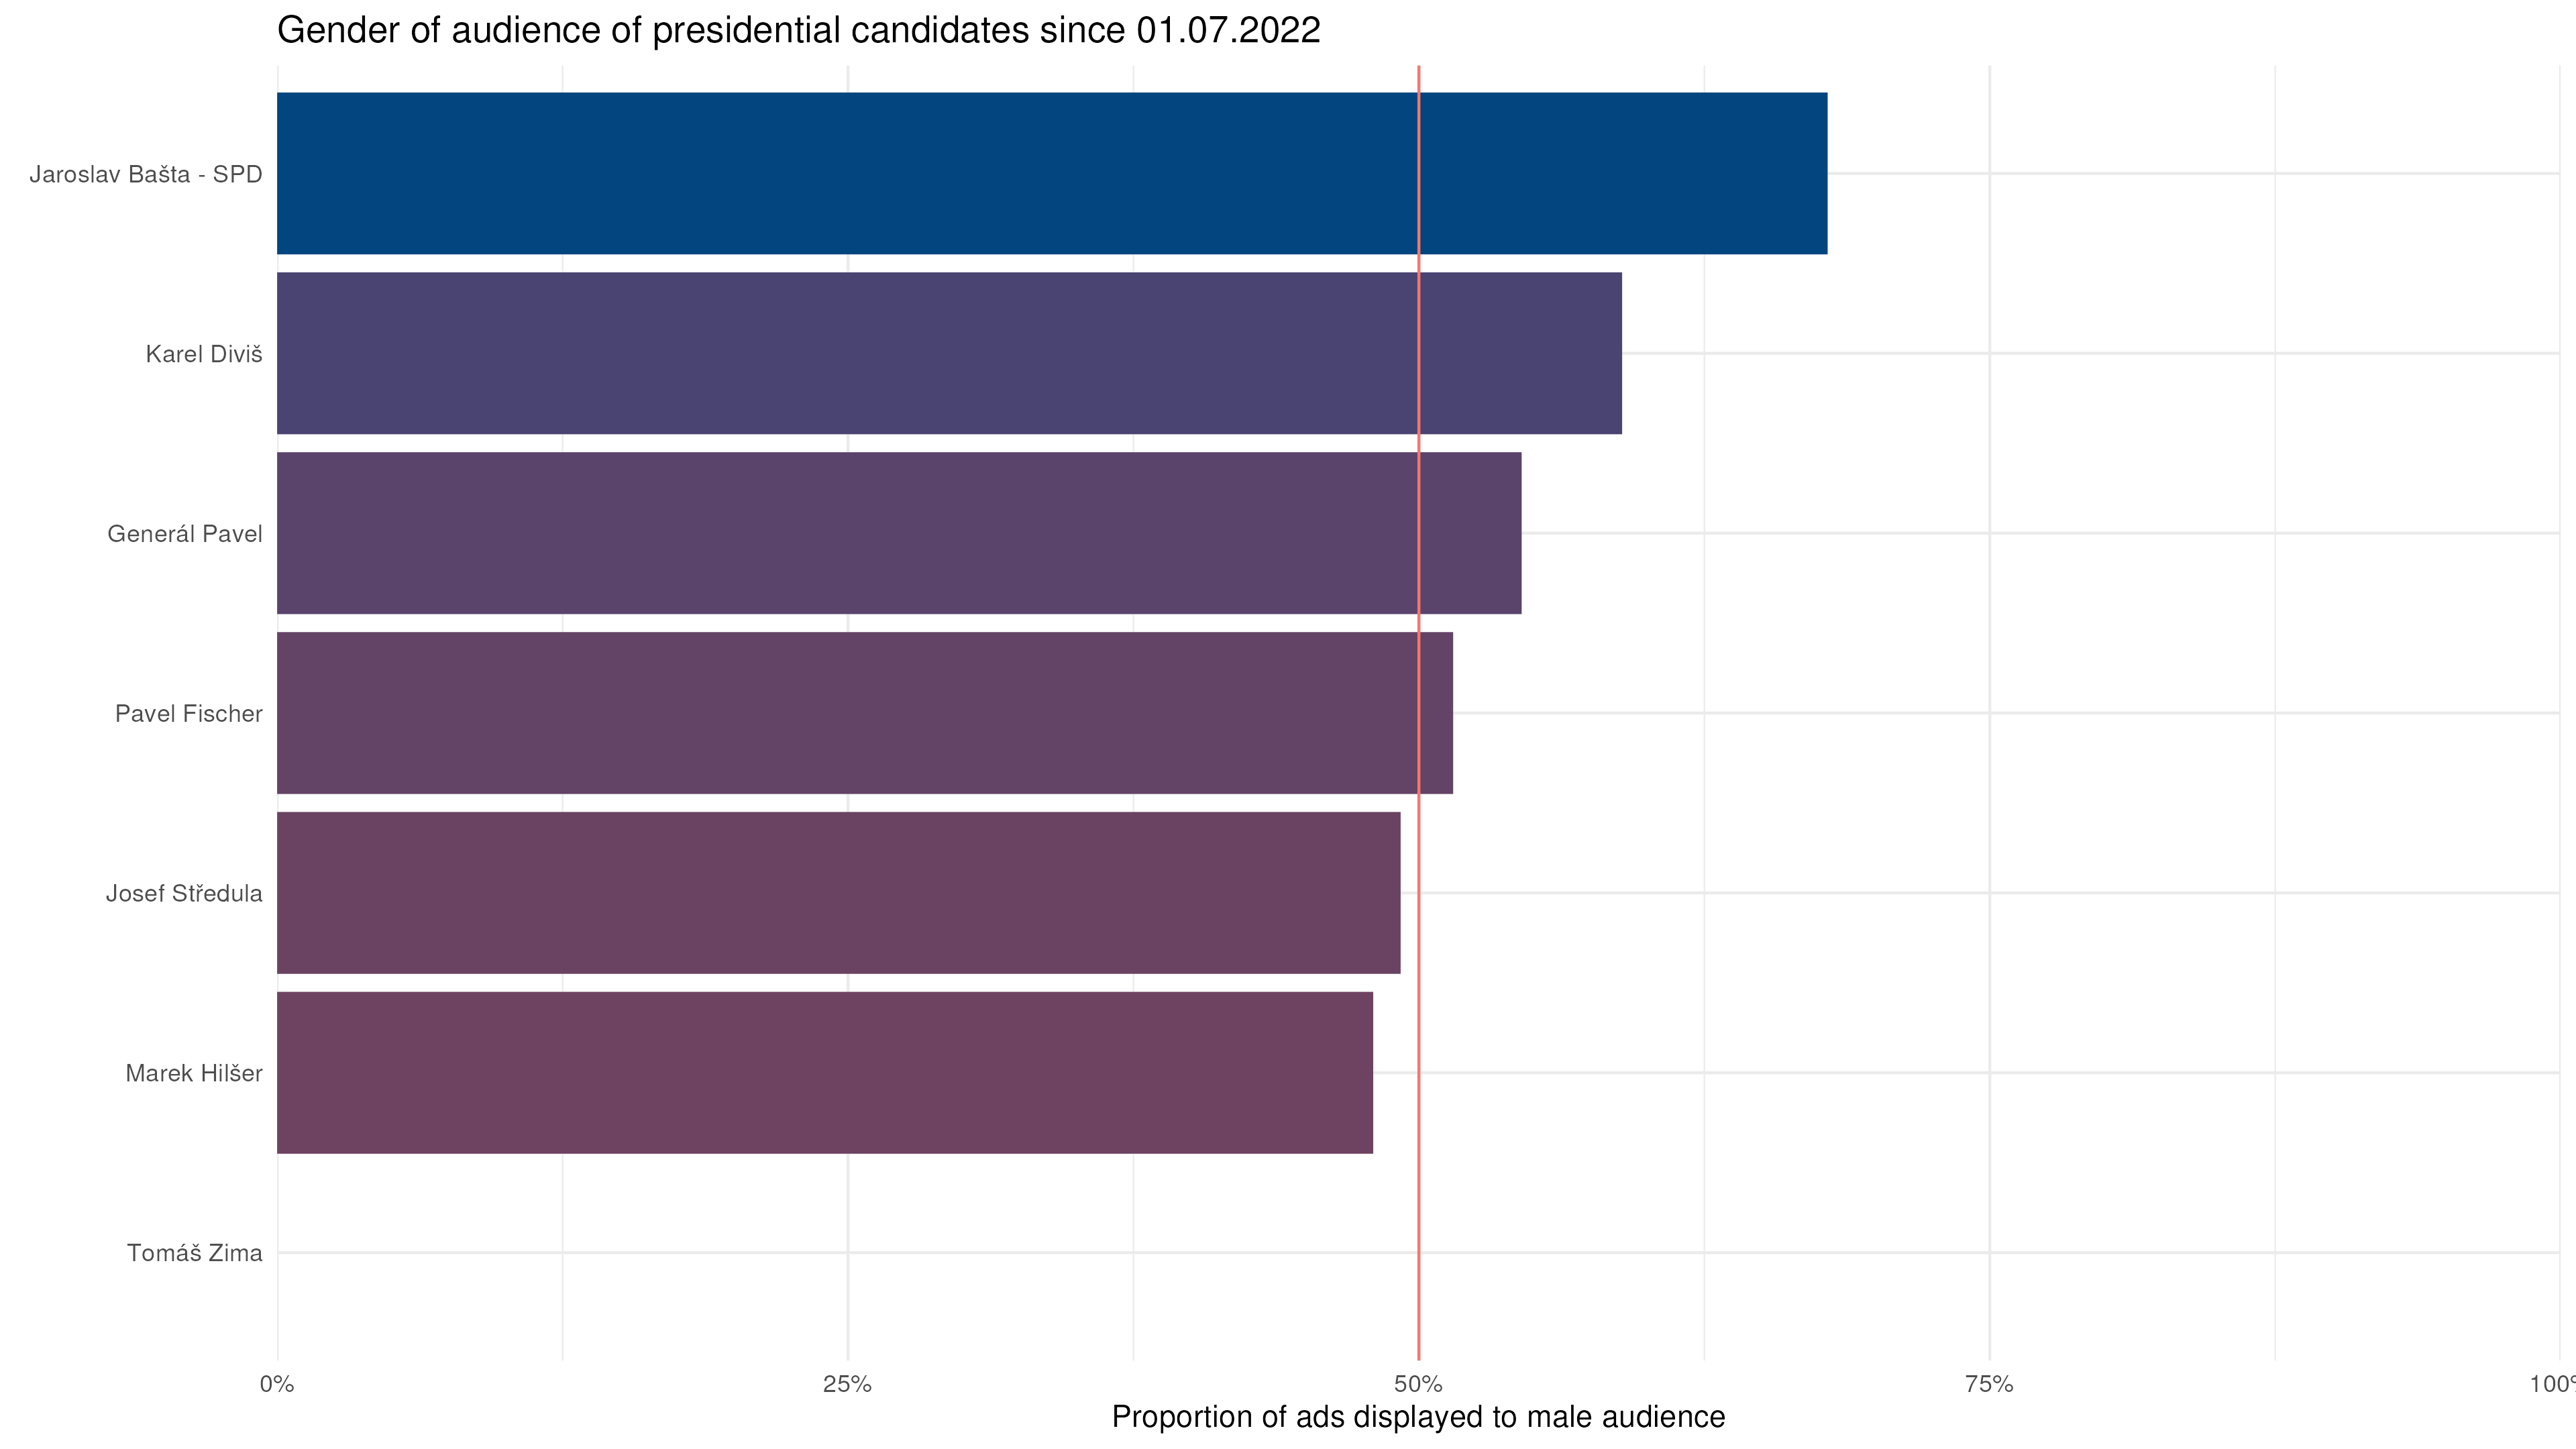 Gender of audience of presidential candidates since 01.07.2022
Jaroslav Bašta - SPD
Karel Diviš
Generál Pavel
Pavel Fischer
Josef Středula
Marek Hilšer
Tomáš Zima
0%
25%
50%
75%
100%
Proportion of ads displayed to male audience